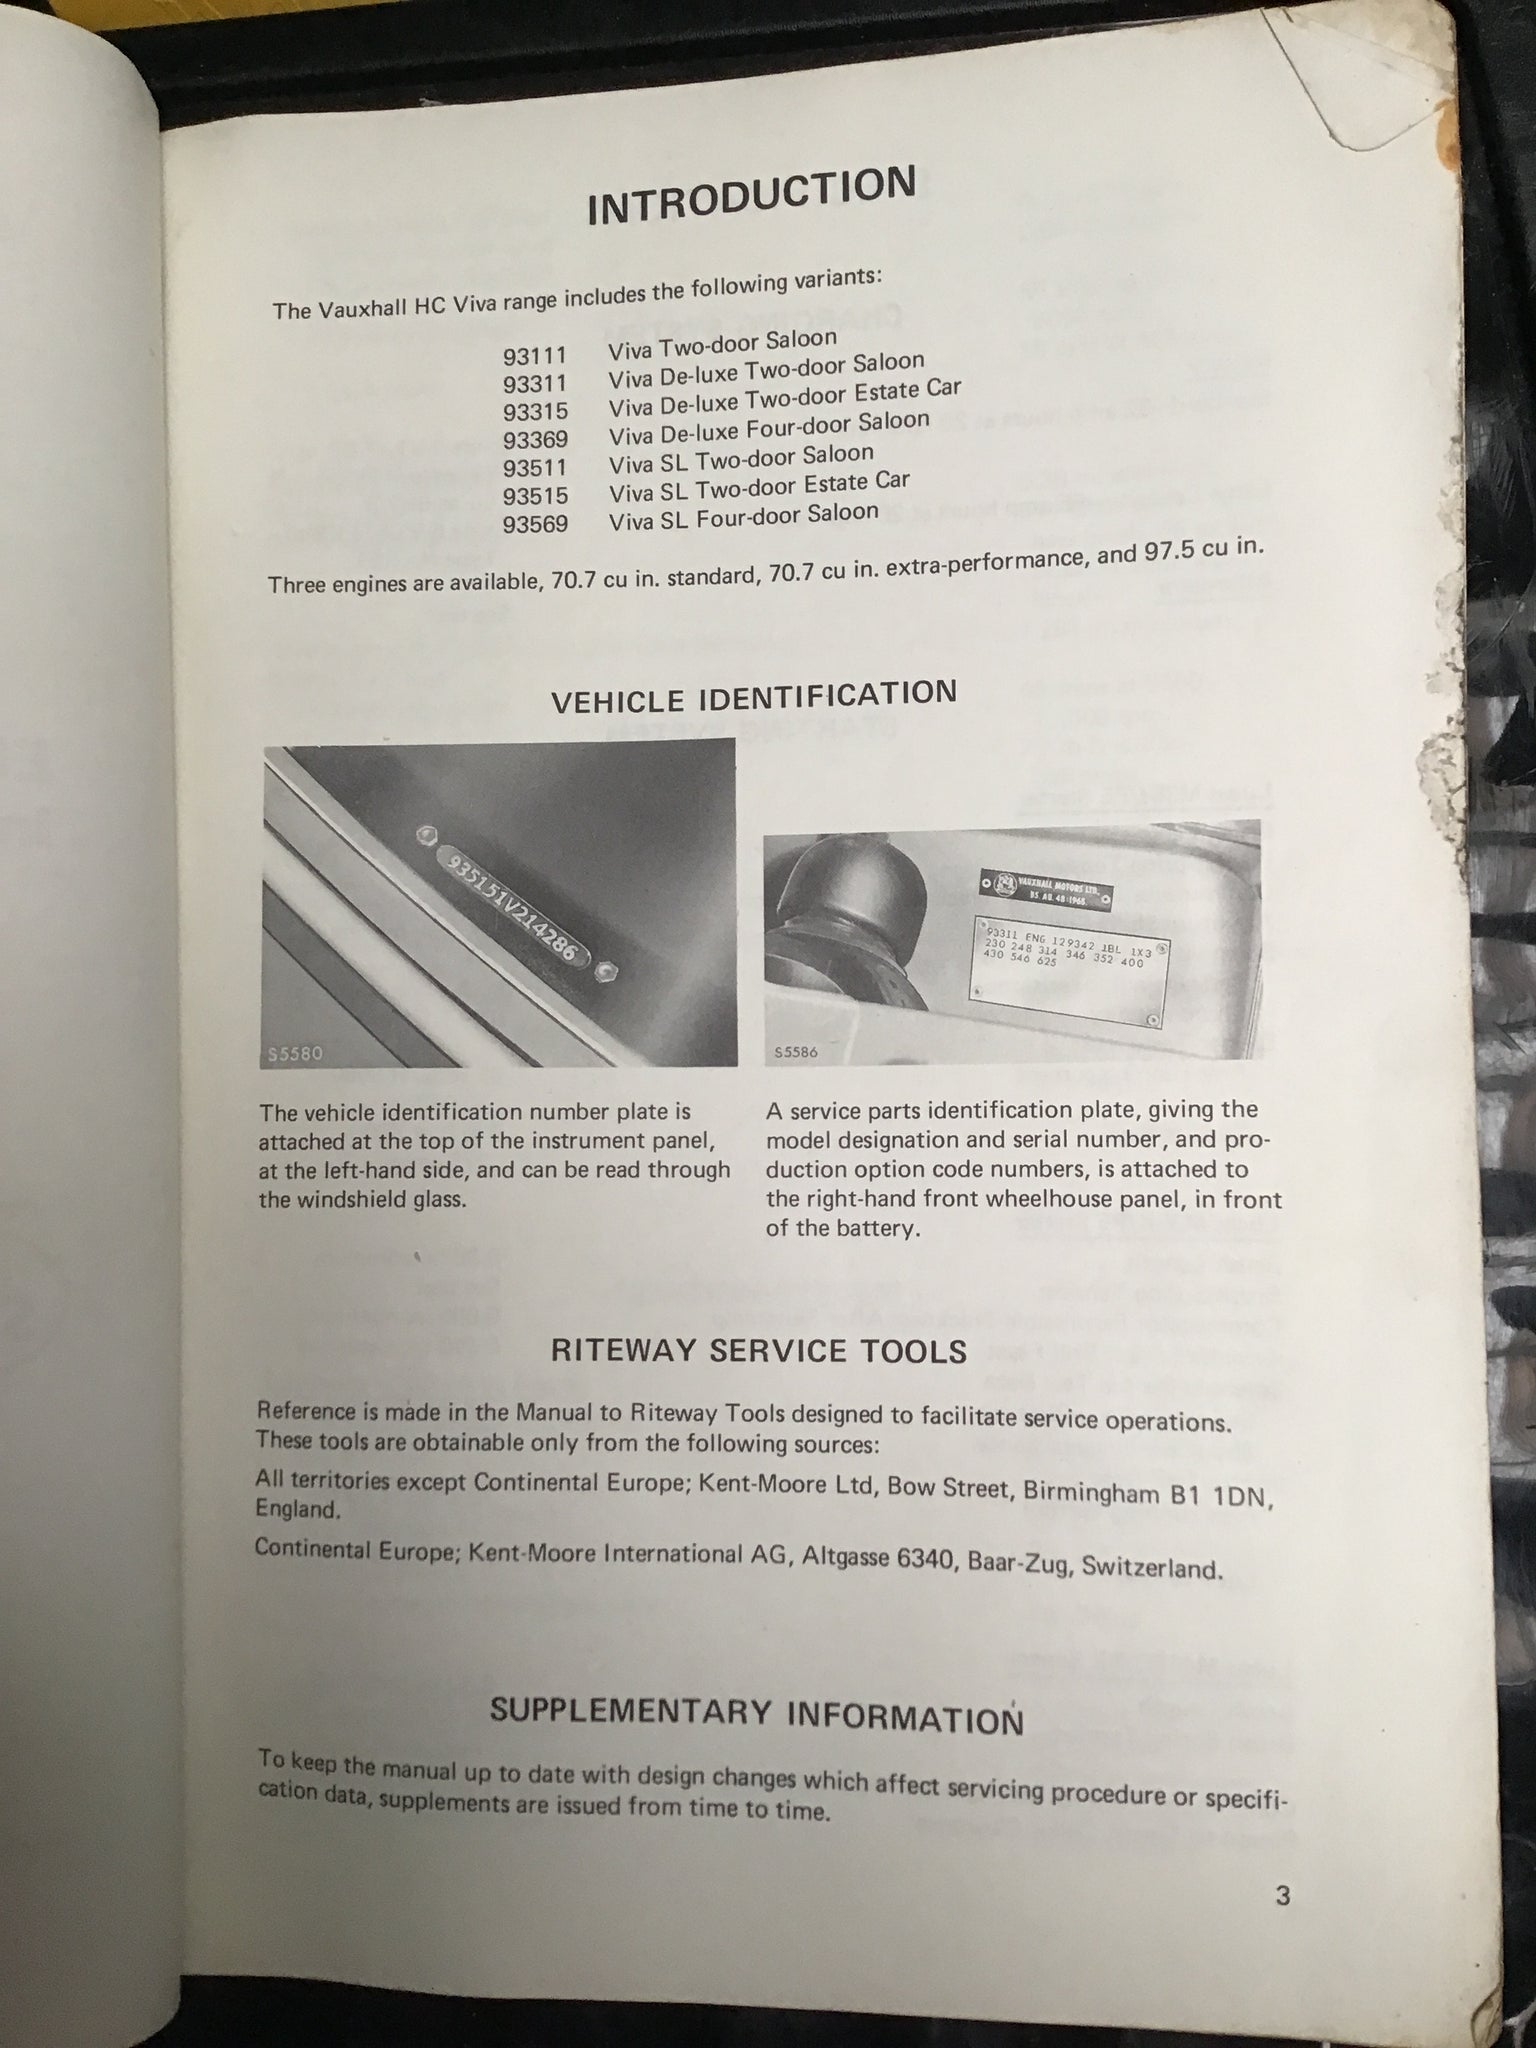 INTRODUCTION
The Vauxhall HC Viva range includes the following variants:
93111 Viva Two-door Saloon
93311 Viva De-luxe Two-door Saloon
93315 Viva De-luxe Two-door Estate Car
93369 Viva De-luxe Four-door Saloon
93511 Viva SL Two-door Saloon
93515 Viva SL Two-door Estate Car
93569 Viva SL Four-door Saloon
Three engines are available, 70.7 cu in. standard, 70.7 cu in. extra-performance, and 97.5 cu in.
VEHICLE IDENTIFICATION
935151V214286
S5580
VAUXHALL MOTORS LTD.
BS. AU. 48:1965.
93311 ENG 129342 1BL 1X3
230 248 314 346 352 400
430 546 625
S5586
The vehicle identification number plate is
attached at the top of the instrument panel,
at the left-hand side, and can be read through
the windshield glass.
A service parts identification plate, giving the
model designation and serial number, and pro-
duction option code numbers, is attached to
the right-hand front wheelhouse panel, in front
of the battery.
RITEWAY SERVICE TOOLS
Reference is made in the Manual to Riteway Tools designed to facilitate service operations.
These tools are obtainable only from the following sources:
All territories except Continental Europe; Kent-Moore Ltd, Bow Street, Birmingham B1 1DN,
England.
Continental Europe; Kent-Moore International AG, Altgasse 6340, Baar-Zug, Switzerland.
SUPPLEMENTARY INFORMATION
To keep the manual up to date with design changes which affect servicing procedure or specifi-
cation data, supplements are issued from time to time.
3